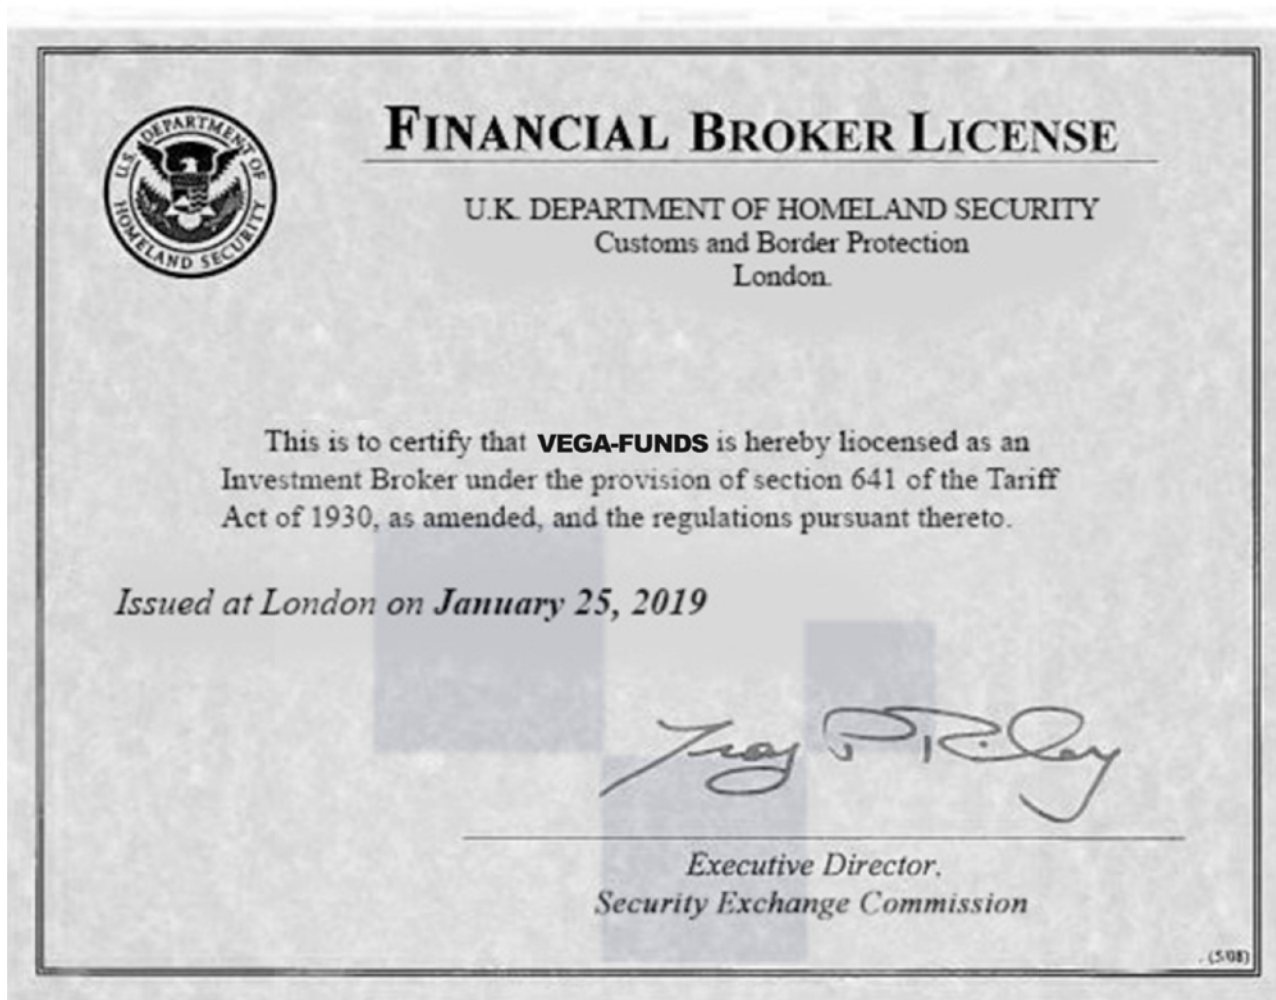 U.S. DEPARTMENT OF HOMELAND SECURITY
FINANCIAL BROKER LICENSE
U.K. DEPARTMENT OF HOMELAND SECURITY
Customs and Border Protection
London.
This is to certify that VEGA-FUNDS is hereby liocensed as an
Investment Broker under the provision of section 641 of the Tariff
Act of 1930, as amended, and the regulations pursuant thereto.
Issued at London on January 25, 2019
Troy P Riley
Executive Director,
Security Exchange Commission
(5/08)